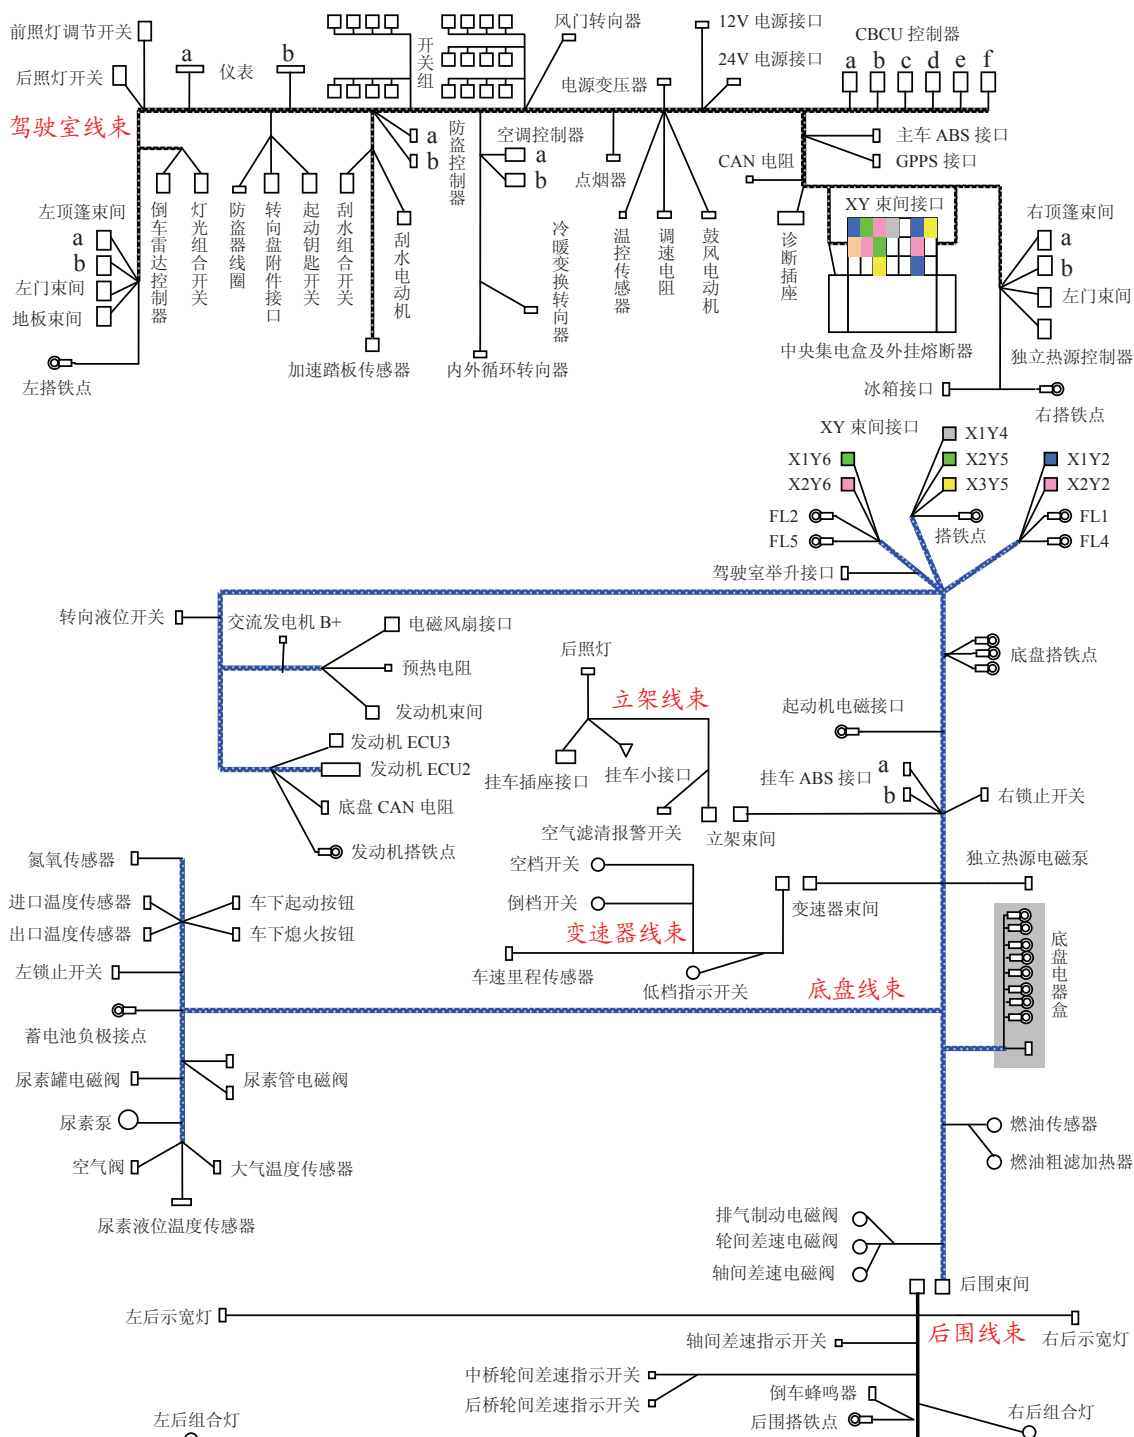 前照灯调节开关
后照灯开关
a
仪表
b
开关组
风门转向器
12V 电源接口
24V 电源接口
电源变压器
CBCU 控制器
a b c d e f
驾驶室线束
a
b
防盗控制器
空调控制器
a
b
点烟器
CAN 电阻
主车 ABS 接口
GPPS 接口
左顶篷束间
a
b
左门束间
地板束间
左搭铁点
倒车雷达控制器
灯光组合开关
防盗器线圈
转向盘附件接口
起动钥匙开关
刮水组合开关
刮水电动机
加速踏板传感器
冷暖变换转向器
内外循环转向器
温控传感器
调速电阻
鼓风电动机
诊断插座
XY 束间接口
中央集电盒及外挂熔断器
右顶篷束间
a
b
左门束间
独立热源控制器
冰箱接口
右搭铁点
XY 束间接口
X1Y4
X1Y6
X2Y5
X1Y2
X2Y6
X3Y5
X2Y2
FL2
搭铁点
FL1
FL5
FL4
驾驶室举升接口
转向液位开关
交流发电机 B+
电磁风扇接口
预热电阻
发动机束间
发动机 ECU3
发动机 ECU2
底盘 CAN 电阻
发动机搭铁点
后照灯
立架线束
挂车插座接口
挂车小接口
空气滤清报警开关
立架束间
底盘搭铁点
起动机电磁接口
挂车 ABS 接口
a
b
右锁止开关
氮氧传感器
进口温度传感器
车下起动按钮
出口温度传感器
车下熄火按钮
左锁止开关
蓄电池负极接点
空档开关
倒档开关
变速器线束
车速里程传感器
低档指示开关
变速器束间
独立热源电磁泵
底盘线束
底盘电器盒
尿素罐电磁阀
尿素管电磁阀
尿素泵
空气阀
大气温度传感器
尿素液位温度传感器
燃油传感器
燃油粗滤加热器
排气制动电磁阀
轮间差速电磁阀
轴间差速电磁阀
后围束间
左后示宽灯
后围线束
右后示宽灯
轴间差速指示开关
中桥轮间差速指示开关
后桥轮间差速指示开关
倒车蜂鸣器
后围搭铁点
左后组合灯
右后组合灯